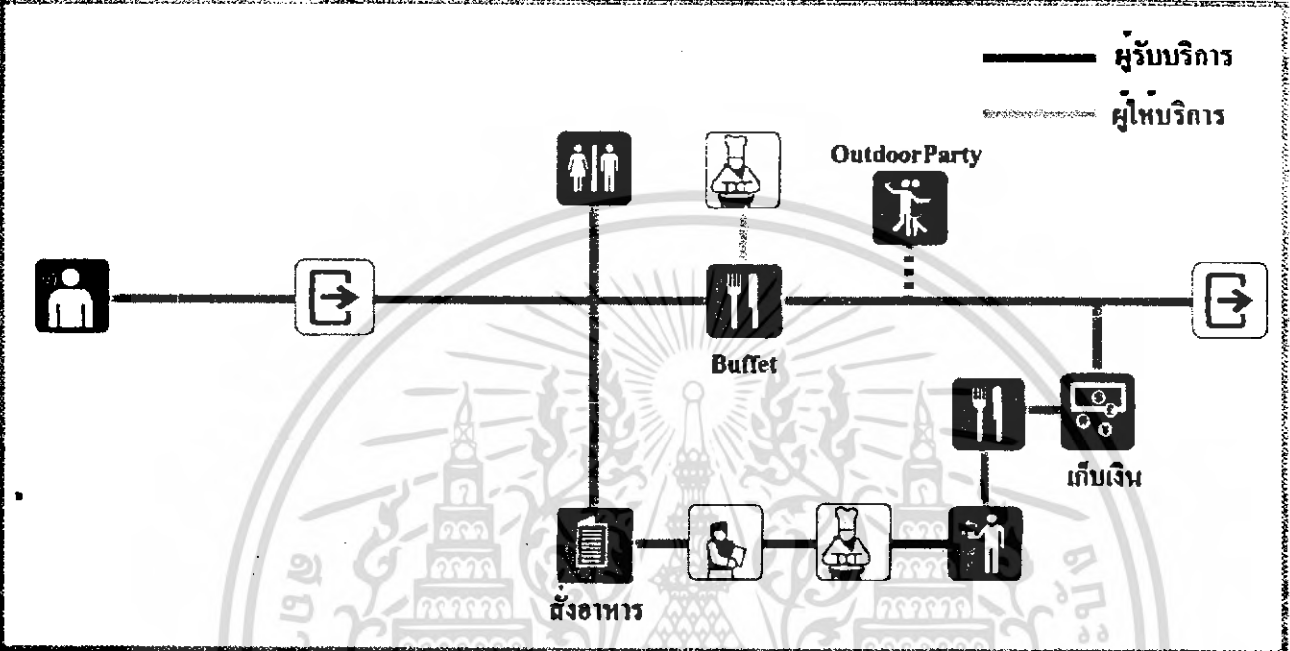 ผู้รับบริการ
ผู้ให้บริการ
OutdoorParty
Buffet
เก็บเงิน
สั่งอาหาร